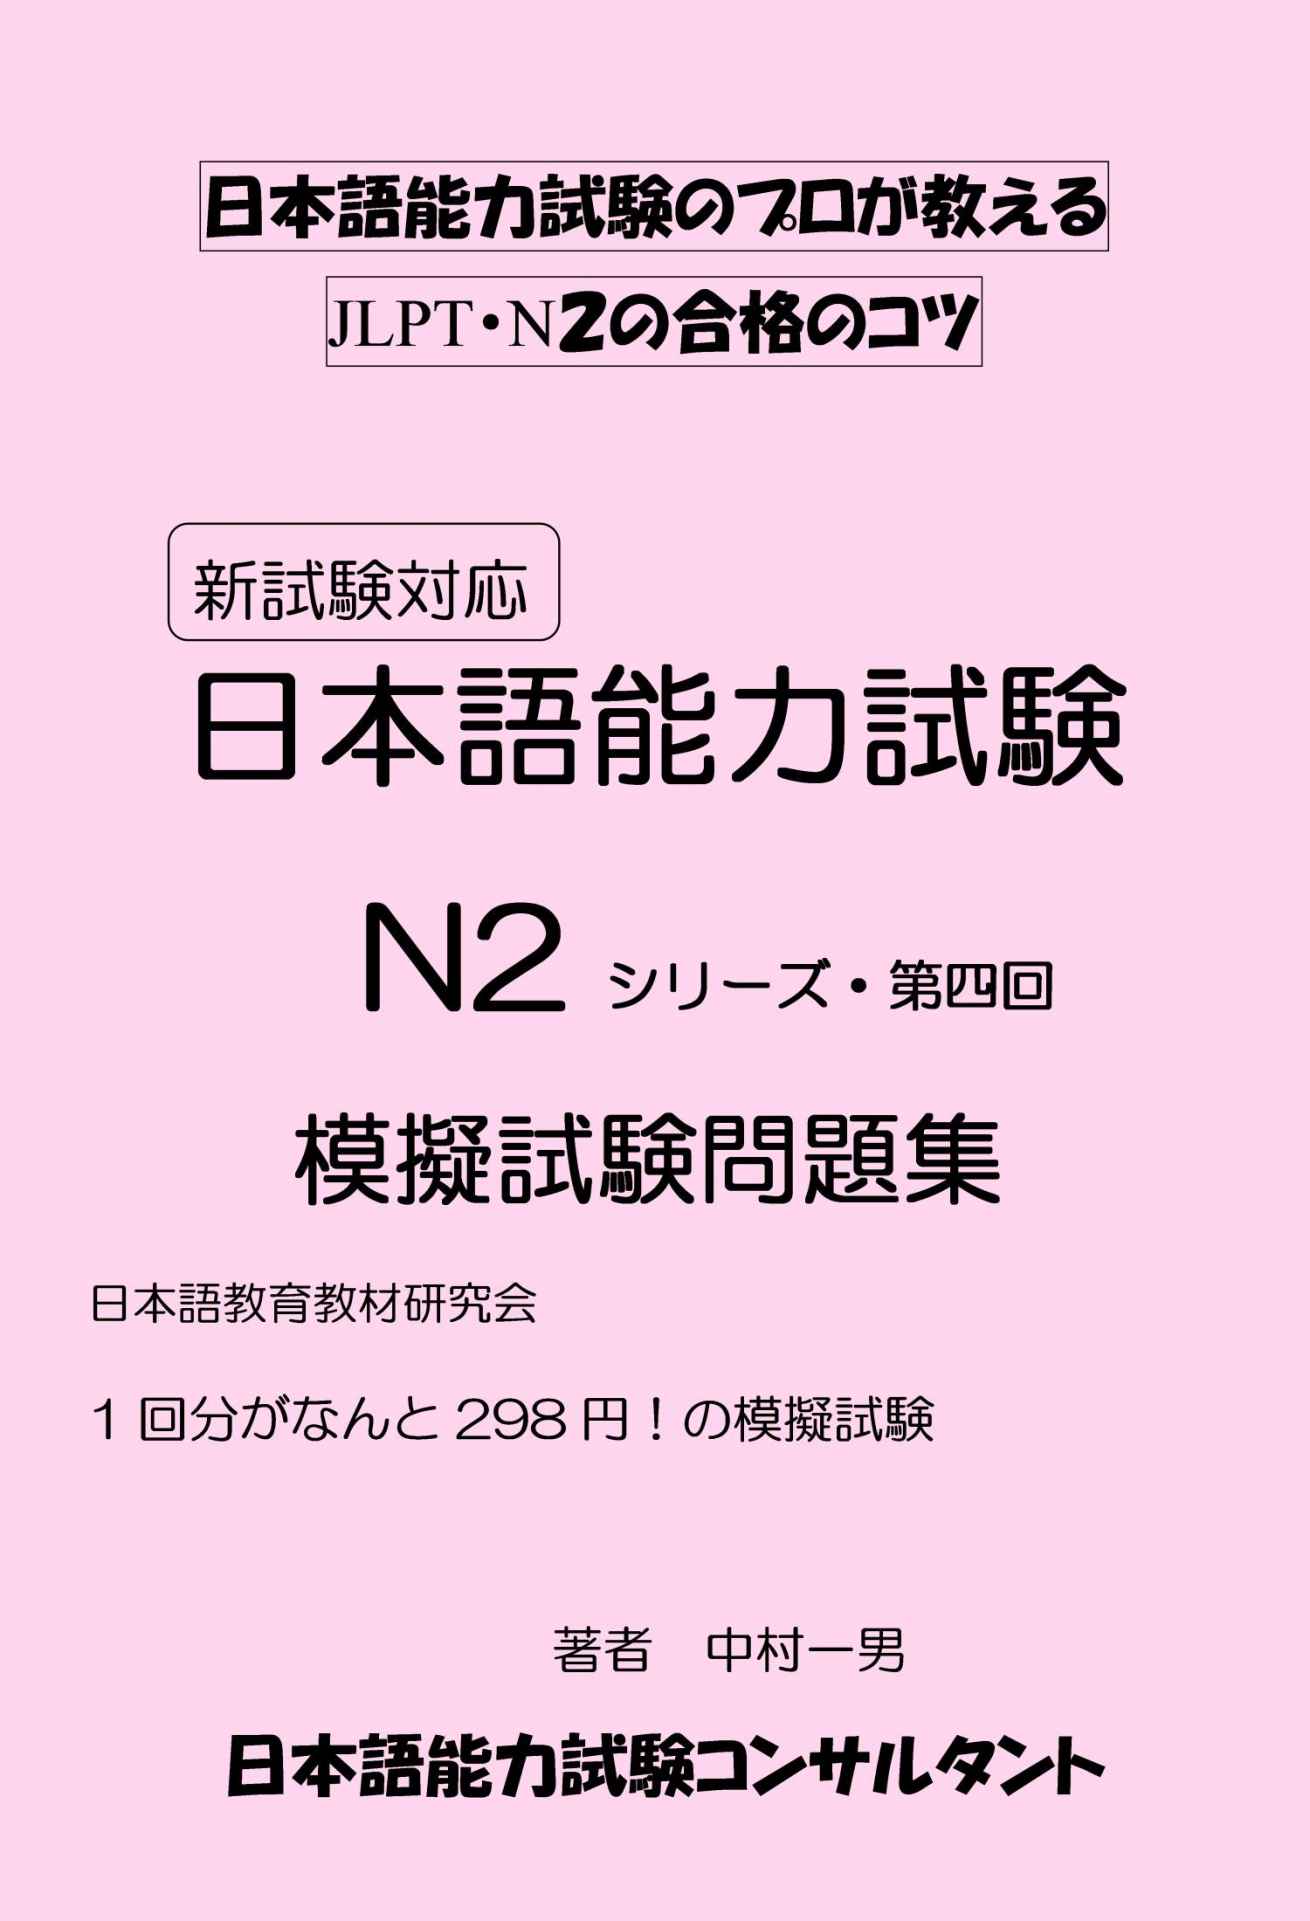 日本語能力試験のプロが教える
JLPT・N2の合格のコツ
新試験対応
日本語能力試験
N2 シリーズ・第四回
模擬試験問題集
日本語教育教材研究会
1回分がなんと298円！の模擬試験
著者　中村一男
日本語能力試験コンサルタント